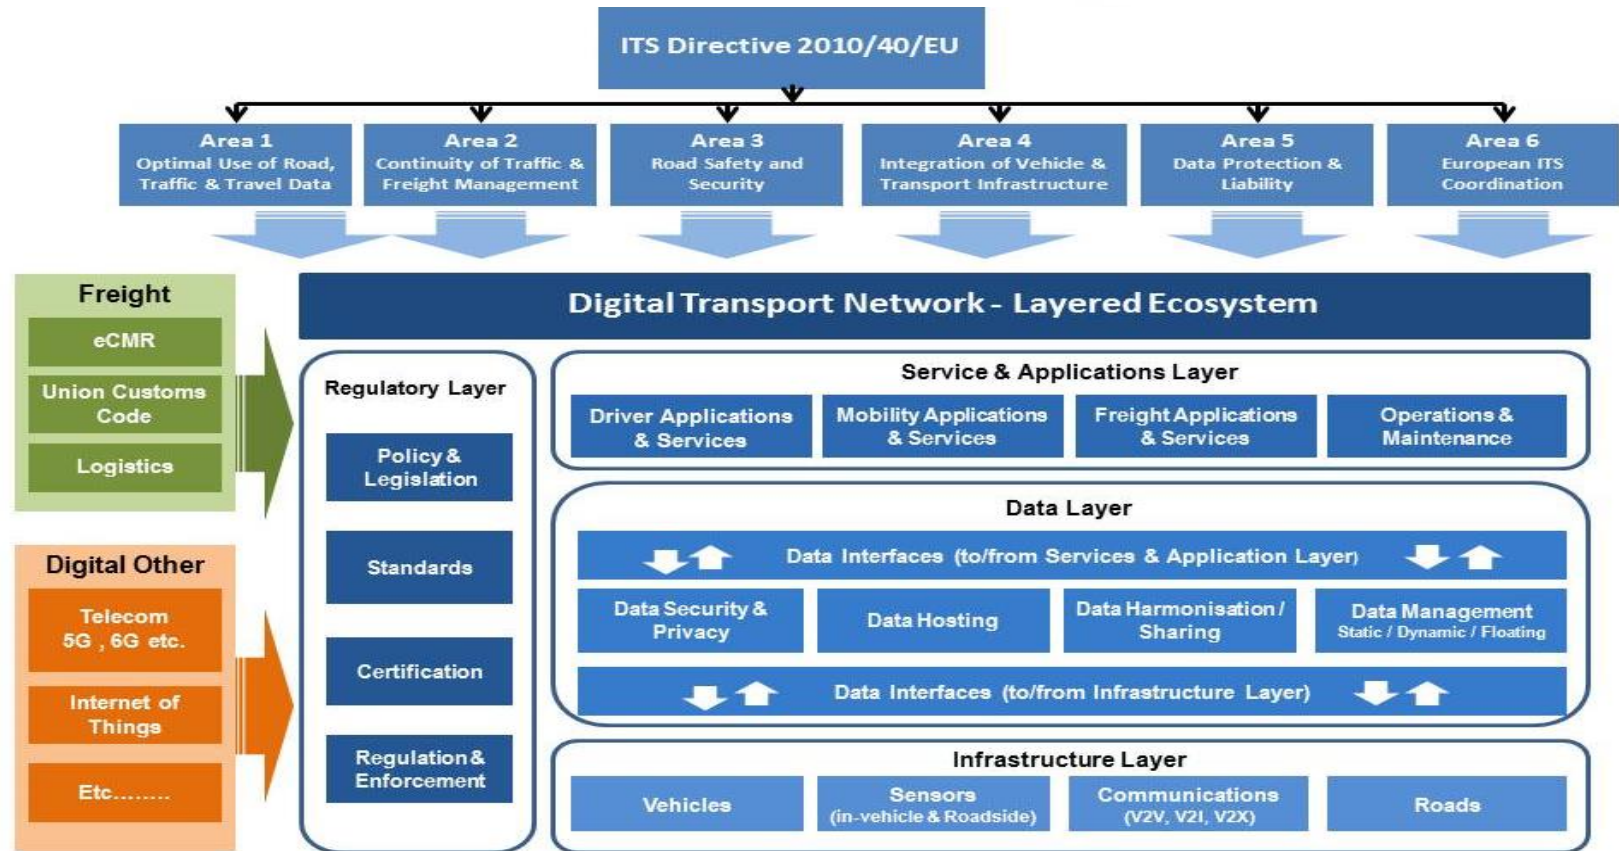 ITS Directive 2010/40/EU
Area 1
Optimal Use of Road,
Traffic & Travel Data
Area 2
Continuity of Traffic &
Freight Management
Area 3
Road Safety and
Security
Area 4
Integration of Vehicle &
Transport Infrastructure
Area 5
Data Protection &
Liability
Area 6
European ITS
Coordination
Freight
eCMR
Union Customs
Code
Logistics
Digital Other
Telecom
5G , 6G etc.
Internet of
Things
Etc........
Digital Transport Network - Layered Ecosystem
Regulatory Layer
Policy &
Legislation
Standards
Certification
Regulation &
Enforcement
Service & Applications Layer
Driver Applications
& Services
Mobility Applications
& Services
Freight Applications
& Services
Operations &
Maintenance
Data Layer
Data Interfaces (to/from Services & Application Layer)
Data Security &
Privacy
Data Hosting
Data Harmonisation /
Sharing
Data Management
Static / Dynamic / Floating
Data Interfaces (to/from Infrastructure Layer)
Infrastructure Layer
Vehicles
Sensors
(in-vehicle & Roadside)
Communications
(V2V, V2I, V2X)
Roads